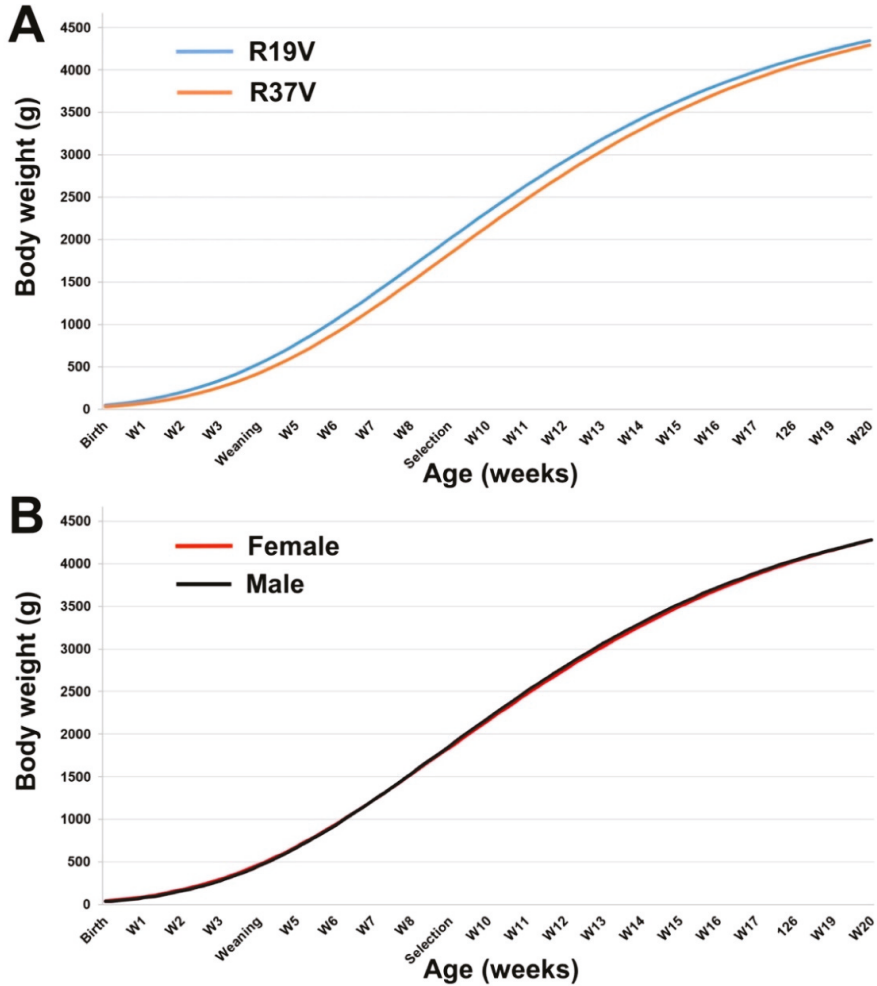 A
4500
4000
3500
3000
2500
2000
1500
1000
500
0
Body weight (g)
R19V
R37V
Birth
W1
W2
W3
Weaning
W5
W6
W7
W8
Selection
W10
W11
W12
W13
W14
W15
W16
W17
126
W19
W20
Age (weeks)
B
4500
4000
3500
3000
2500
2000
1500
1000
500
0
Body weight (g)
Female
Male
Birth
W1
W2
W3
Weaning
W5
W6
W7
W8
Selection
W10
W11
W12
W13
W14
W15
W16
W17
126
W19
W20
Age (weeks)